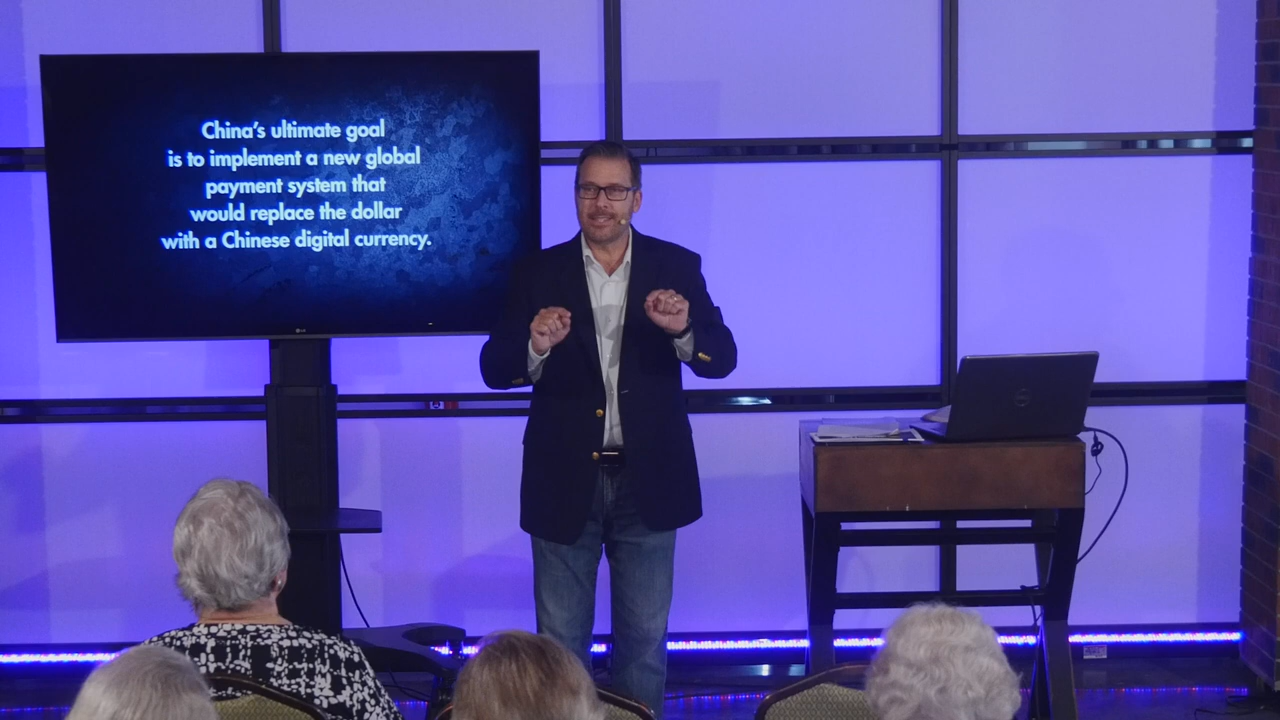 China's ultimate goal
is to implement a new global
payment system that
would replace the dollar
with a Chinese digital currency.
LG